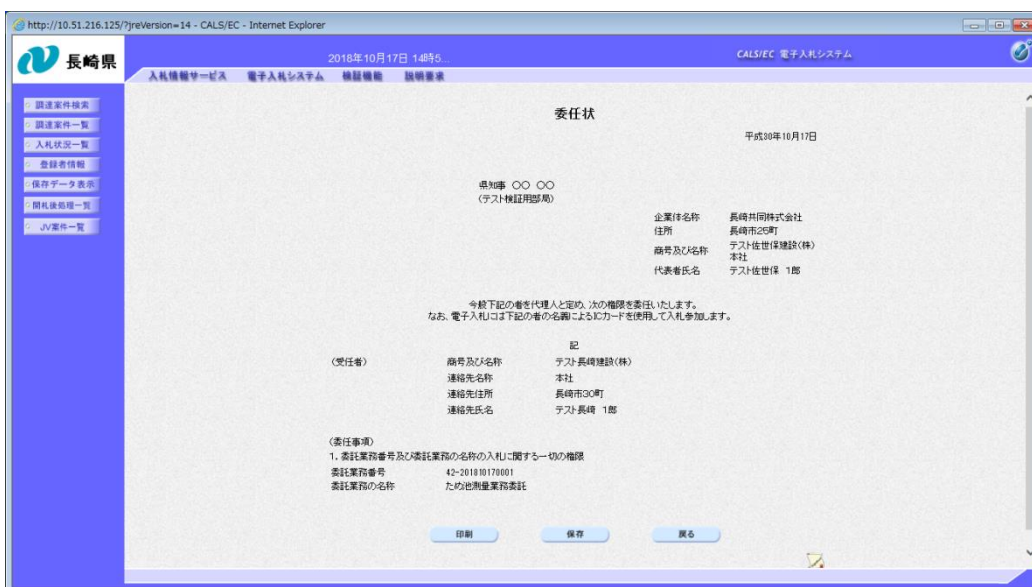 http://10.51.216.125/?jreVersion=14 - CALS/EC - Internet Explorer
長崎県
2018年10月17日 14時5...
CALS/EC 電子入札システム
入札情報サービス 電子入札システム 検証機能 説明要求
調達案件検索
調達案件一覧
入札状況一覧
登録者情報
保存データ表示
開札後処理一覧
JV案件一覧
委任状
平成30年10月17日
県知事 〇〇 〇〇
(テスト検証用部局)
企業体名称 長崎共同株式会社
住所 長崎市25町
商号及び名称 テスト佐世保建設(株)
本社
代表者氏名 テスト佐世保 1郎
今般下記の者を代理人と定め、次の権限を委任いたします。
なお、電子入札には下記の者の名義によるICカードを使用して入札参加します。
記
(受任者) 商号及び名称 テスト長崎建設(株)
連絡先名称 本社
連絡先住所 長崎市30町
連絡先氏名 テスト長崎 1郎
(委任事項)
1. 委託業務番号及び委託業務の名称の入札に関する一切の権限
委託業務番号 42-201810170001
委託業務の名称 ため池測量業務委託
印刷 保存 戻る